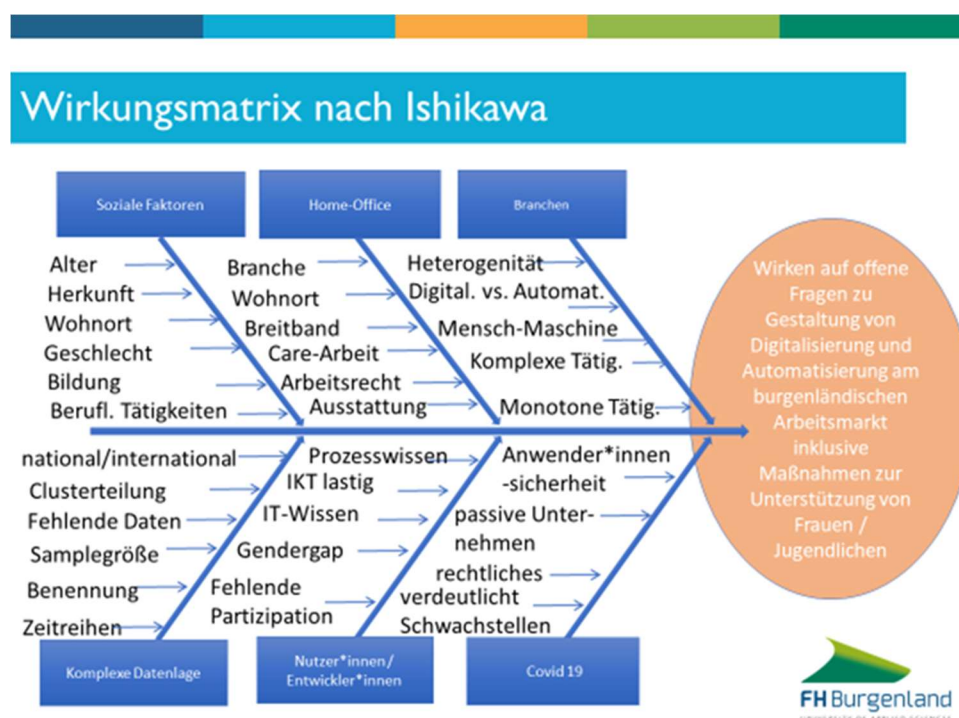 Wirkungsmatrix nach Ishikawa
Soziale Faktoren
Home-Office
Branchen
Alter
Herkunft
Wohnort
Geschlecht
Bildung
Berufl. Tätigkeiten
Branche
Wohnort
Breitband
Care-Arbeit
Arbeitsrecht
Ausstattung
Heterogenität
Digital. vs. Automat.
Mensch-Maschine
Komplexe Tätig.
Monotone Tätig.
Wirken auf offene
Fragen zu
Gestaltung von
Digitalisierung und
Automatisierung am
burgenländischen
Arbeitsmarkt
inklusive
Maßnahmen zur
Unterstützung von
Frauen /
Jugendlichen
national/international
Clusterteilung
Fehlende Daten
Samplegröße
Benennung
Zeitreihen
Prozesswissen
IKT lastig
IT-Wissen
Gendergap
Fehlende
Partizipation
Anwender*innen
-sicherheit
passive Unter-
nehmen
rechtliches
verdeutlicht
Schwachstellen
Komplexe Datenlage
Nutzer*innen/
Entwickler*innen
Covid 19
FH Burgenland